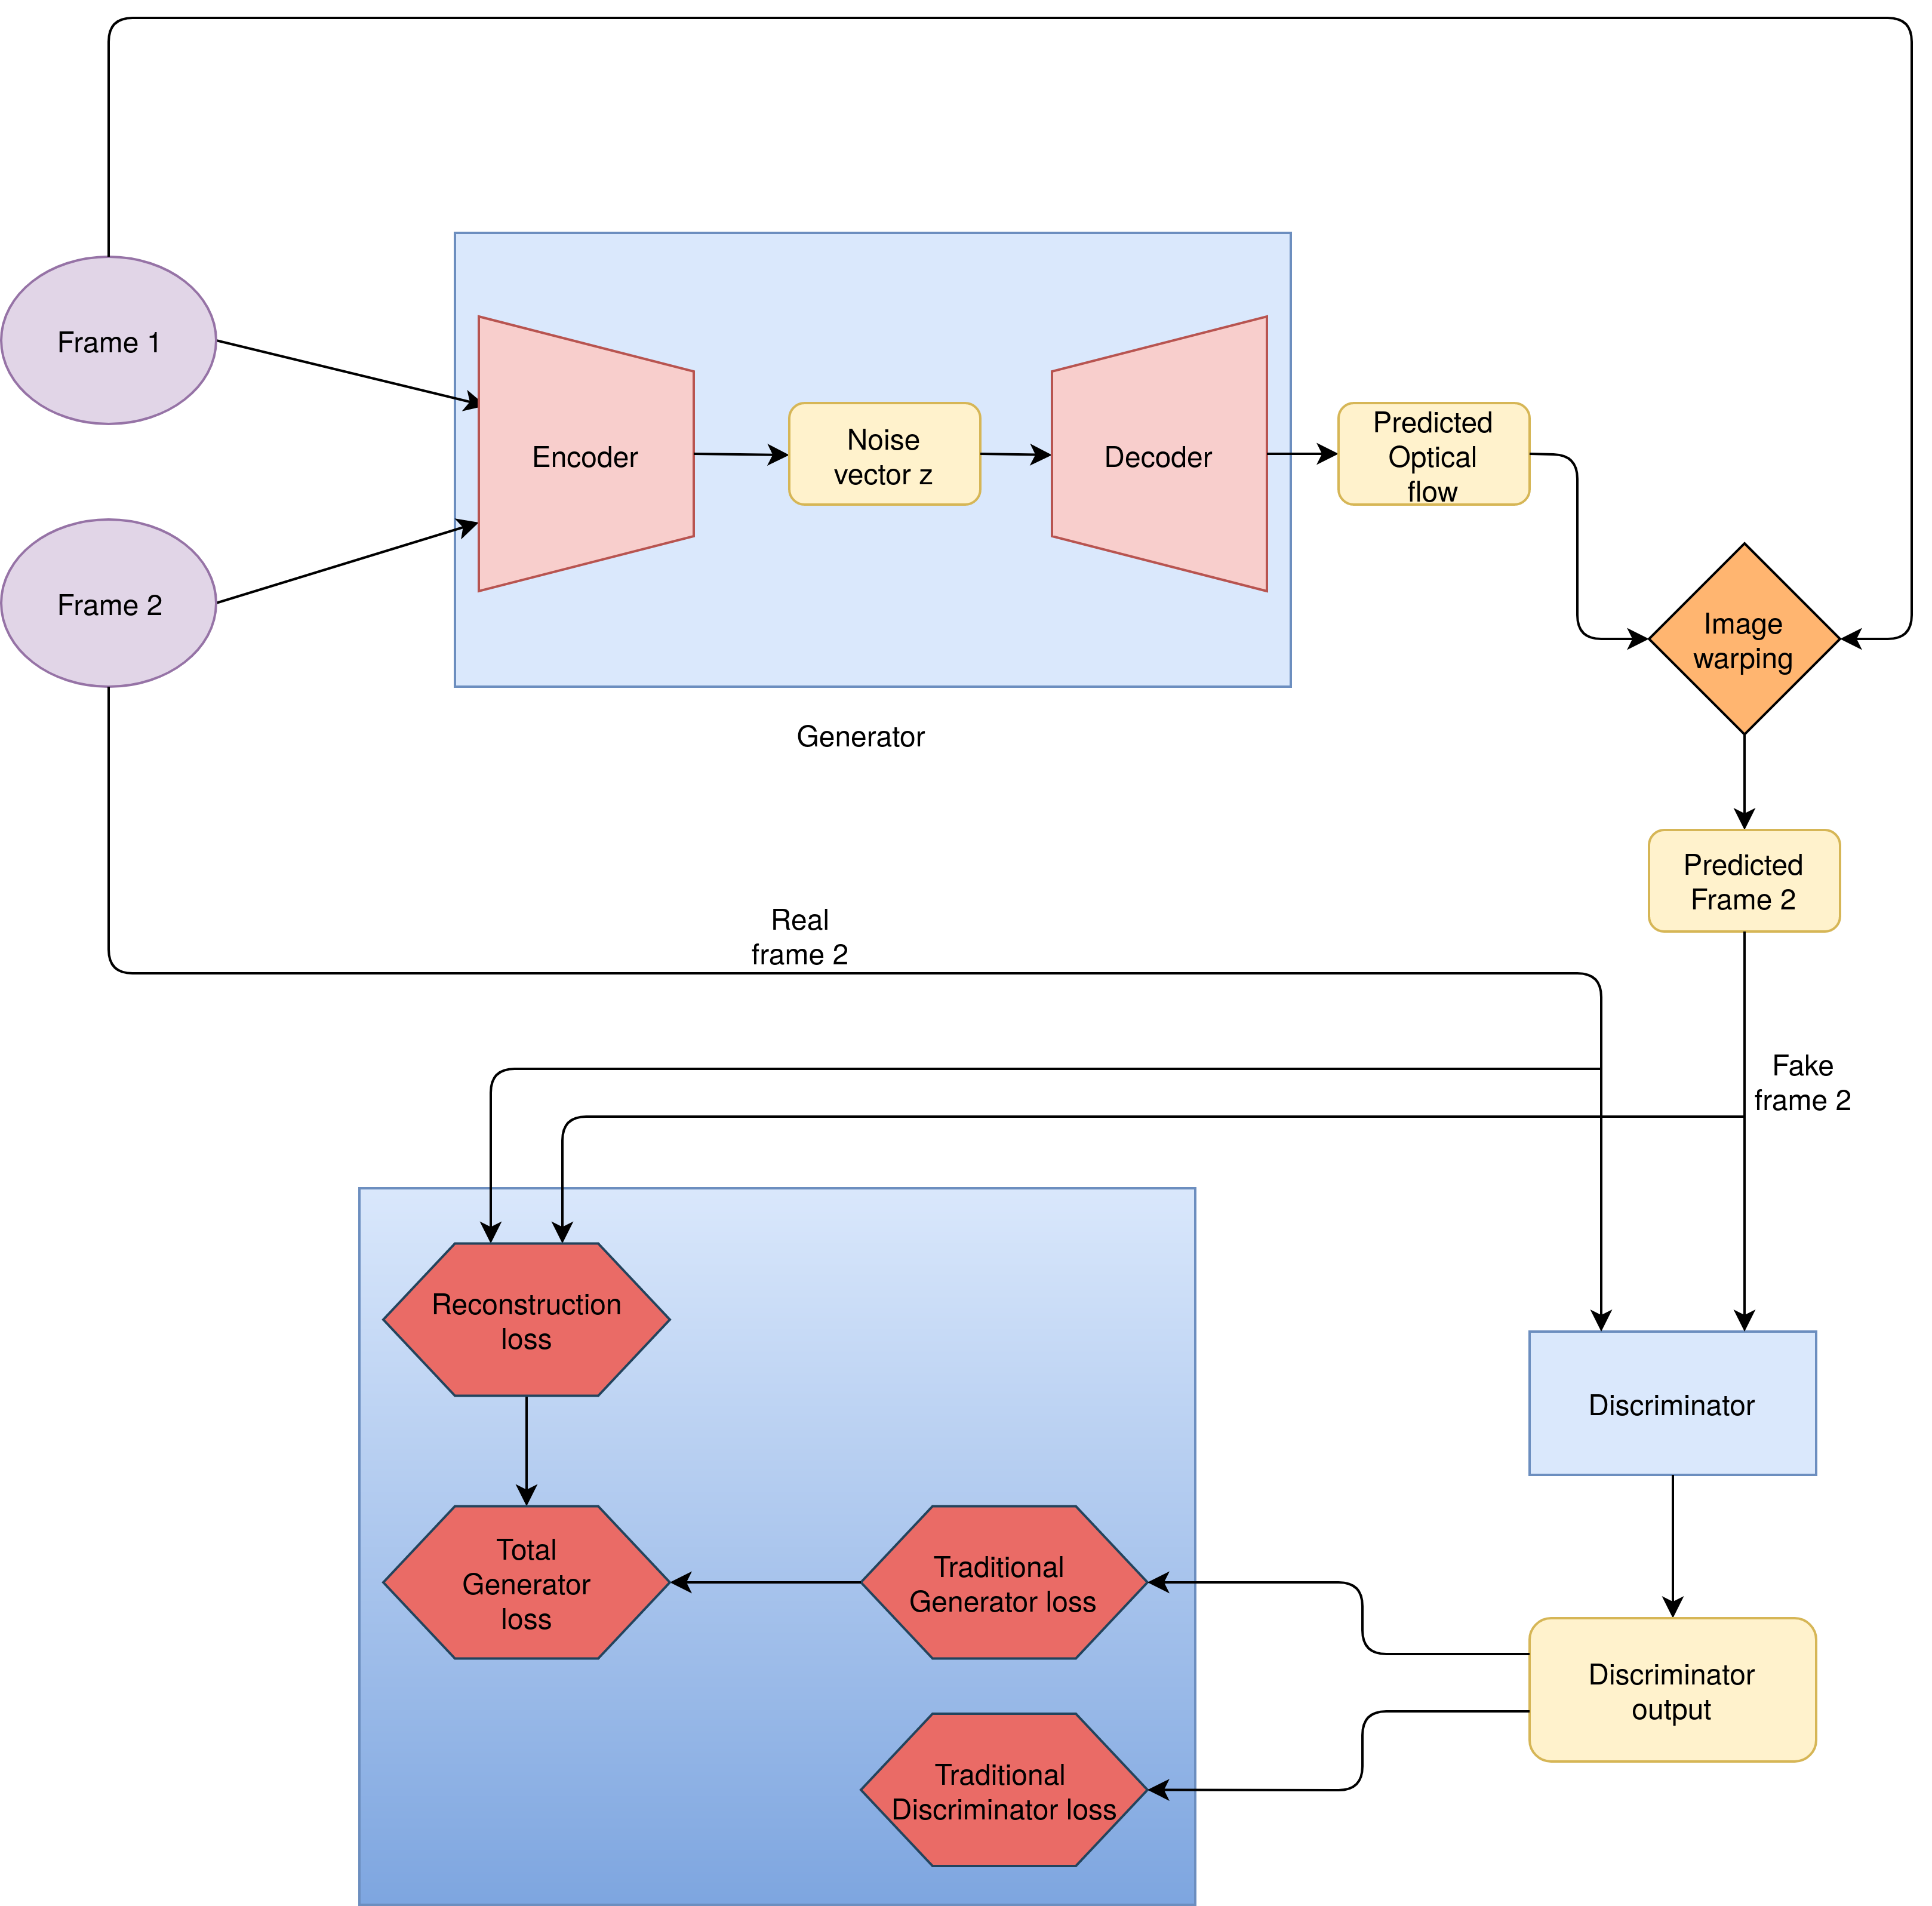 Frame 1
Encoder
Noise
vector z
Decoder
Predicted
Optical
flow
Frame 2
Image
warping
Generator
Predicted
Frame 2
Real
frame 2
Fake
frame 2
Reconstruction
loss
Discriminator
Total
Generator
loss
Traditional
Generator loss
Discriminator
output
Traditional
Discriminator loss